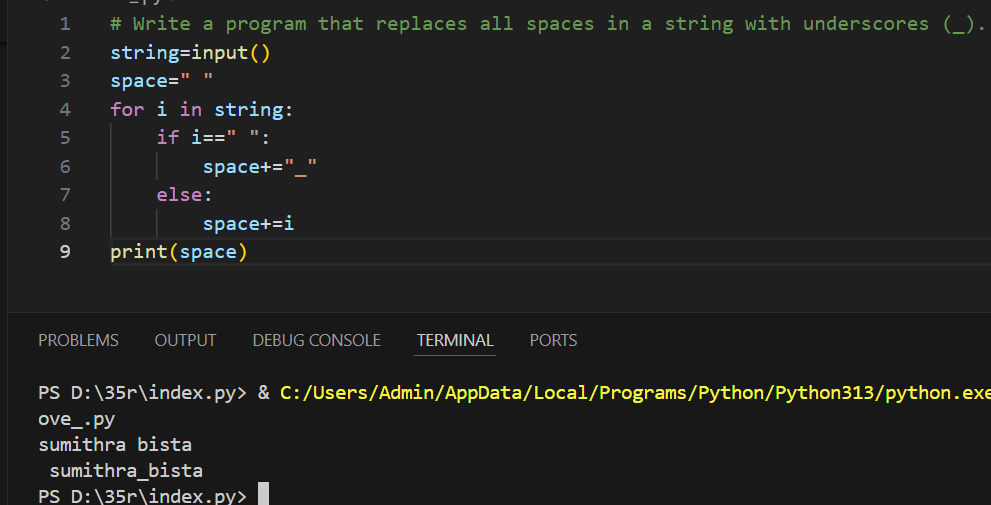 _py
1 # Write a program that replaces all spaces in a string with underscores (_).
2 string=input()
3 space=" "
4 for i in string:
5 if i==" ":
6 space+="_"
7 else:
8 space+=i
9 print(space)
PROBLEMS OUTPUT DEBUG CONSOLE TERMINAL PORTS
PS D:\35r\index.py> & C:/Users/Admin/AppData/Local/Programs/Python/Python313/python.exe
ove_.py
sumithra bista
 sumithra_bista
PS D:\35r\index.py>